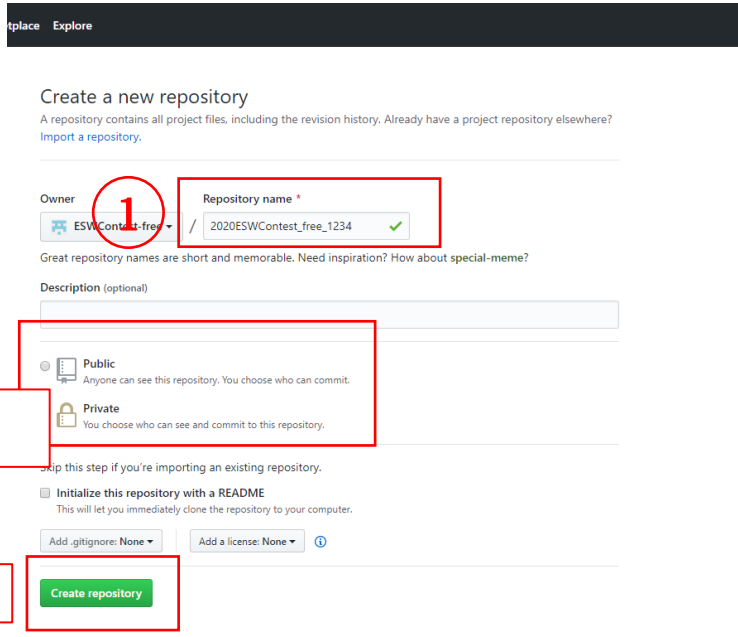 tplace Explore
Create a new repository
A repository contains all project files, including the revision history. Already have a project repository elsewhere?
Import a repository.
Owner Repository name *
1
ESWContest-free / 2020ESWContest_free_1234
Great repository names are short and memorable. Need inspiration? How about special-meme?
Description (optional)
Public
Anyone can see this repository. You choose who can commit.
Private
You choose who can see and commit to this repository.
Skip this step if you're importing an existing repository.
Initialize this repository with a README
This will let you immediately clone the repository to your computer.
Add .gitignore: None Add a license: None
Create repository